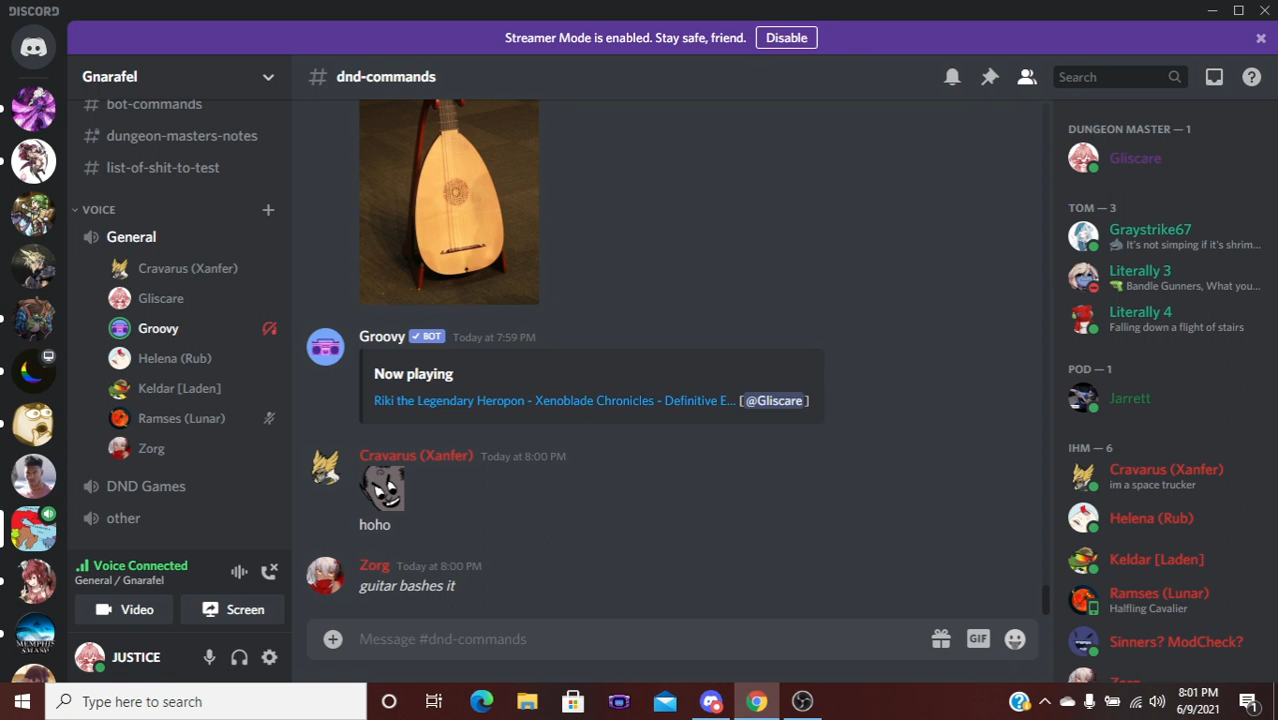 DISCORD
Streamer Mode is enabled. Stay safe, friend. Disable
Gnarafel
# dnd-commands
Search
# bot-commands
# dungeon-masters-notes
# list-of-shit-to-test
VOICE
General
Cravarus (Xanfer)
Gliscare
Groovy
Helena (Rub)
Keldar [Laden]
Ramses (Lunar)
Zorg
DND Games
other
Voice Connected
General / Gnarafel
Video
Screen
JUSTICE
Groovy BOT Today at 7:59 PM
Now playing
Riki the Legendary Heropon - Xenoblade Chronicles - Definitive E... [@Gliscare]
Cravarus (Xanfer) Today at 8:00 PM
hoho
Zorg Today at 8:00 PM
guitar bashes it
Message #dnd-commands
GIF
DUNGEON MASTER — 1
Gliscare
TOM — 3
Graystrike67
It's not simping if it's shrim...
Literally 3
Bandle Gunners, What you...
Literally 4
Falling down a flight of stairs
POD — 1
Jarrett
IHM — 6
Cravarus (Xanfer)
im a space trucker
Helena (Rub)
Keldar [Laden]
Ramses (Lunar)
Halfling Cavalier
Sinners? ModCheck?
Zorg
MEMPHIS
SMASH
Type here to search
8:01 PM
6/9/2021
1